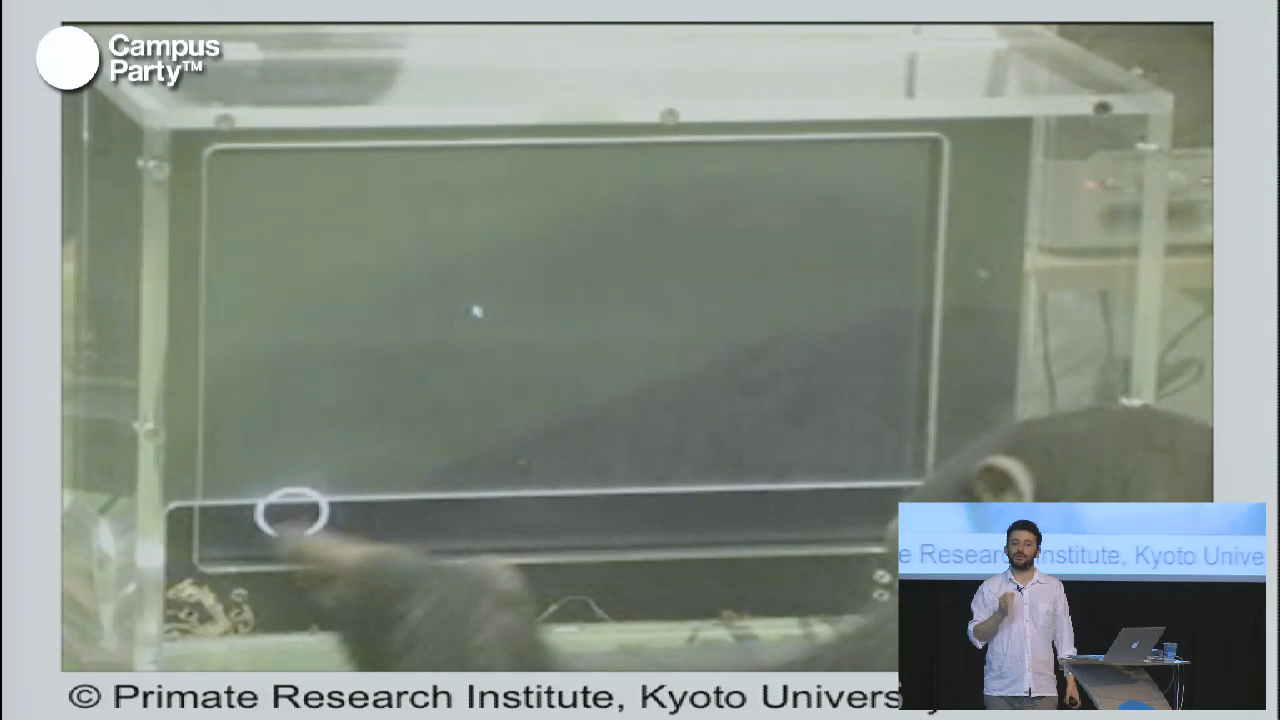 Campus
Party™
© Primate Research Institute, Kyoto Univers
e Research Institute, Kyoto Unive